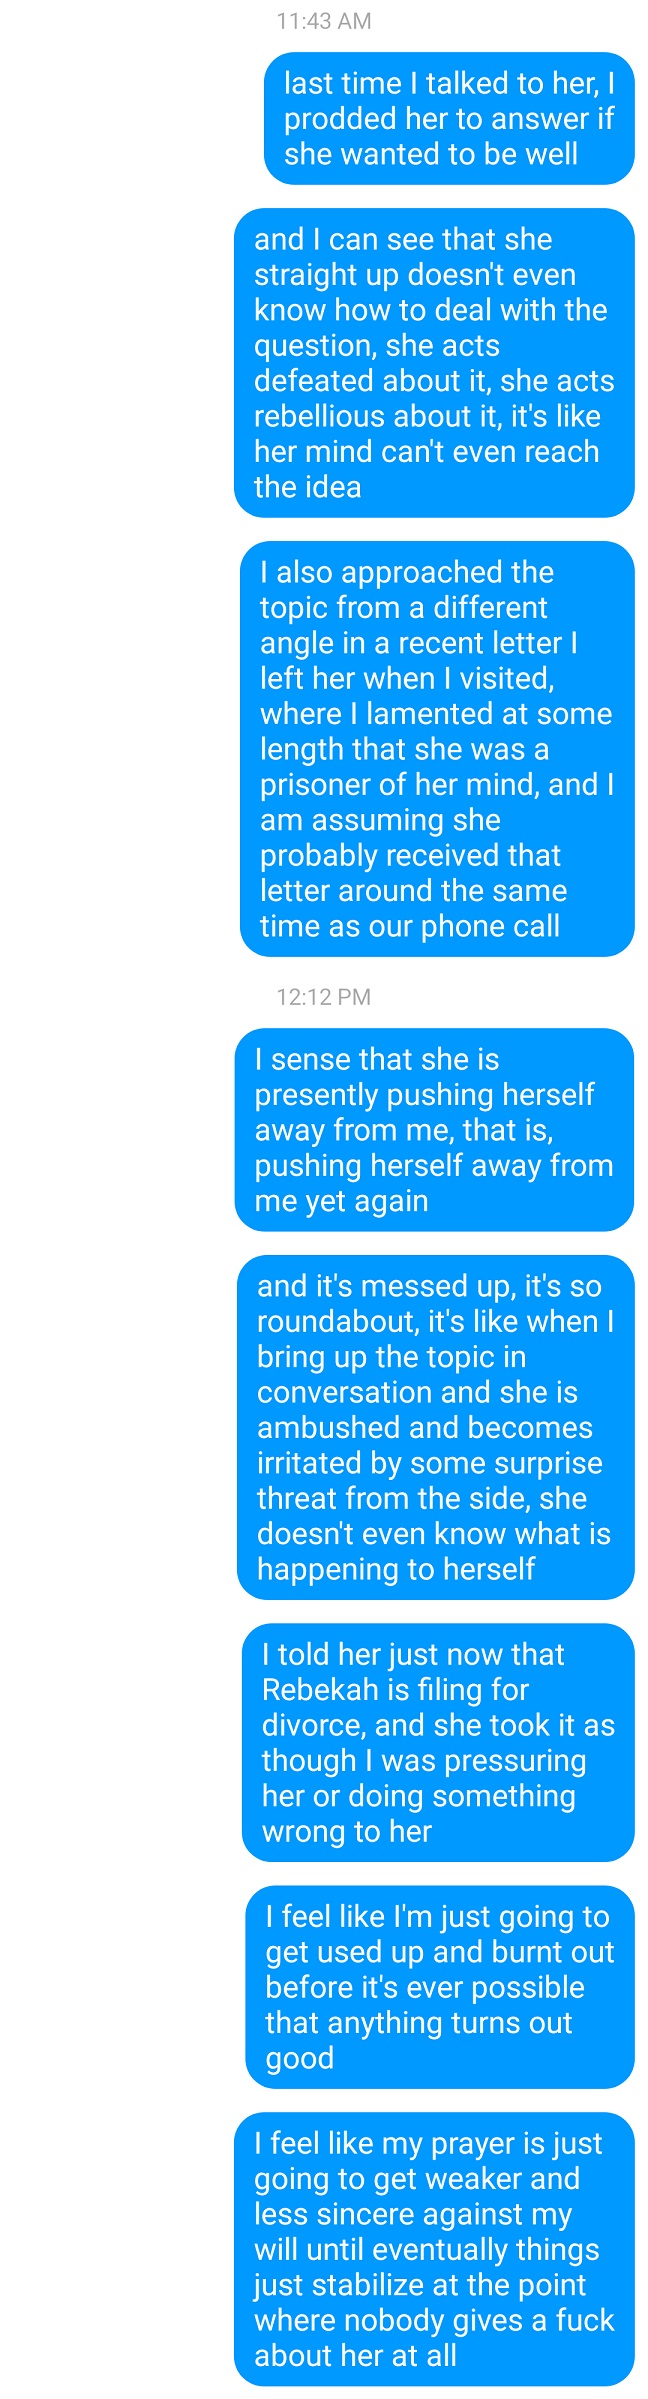 11:43 AM
last time I talked to her, I
prodded her to answer if
she wanted to be well
and I can see that she
straight up doesn't even
know how to deal with the
question, she acts
defeated about it, she acts
rebellious about it, it's like
her mind can't even reach
the idea
I also approached the
topic from a different
angle in a recent letter I
left her when I visited,
where I lamented at some
length that she was a
prisoner of her mind, and I
am assuming she
probably received that
letter around the same
time as our phone call
12:12 PM
I sense that she is
presently pushing herself
away from me, that is,
pushing herself away from
me yet again
and it's messed up, it's so
roundabout, it's like when I
bring up the topic in
conversation and she is
ambushed and becomes
irritated by some surprise
threat from the side, she
doesn't even know what is
happening to herself
I told her just now that
Rebekah is filing for
divorce, and she took it as
though I was pressuring
her or doing something
wrong to her
I feel like I'm just going to
get used up and burnt out
before it's ever possible
that anything turns out
good
I feel like my prayer is just
going to get weaker and
less sincere against my
will until eventually things
just stabilize at the point
where nobody gives a fuck
about her at all